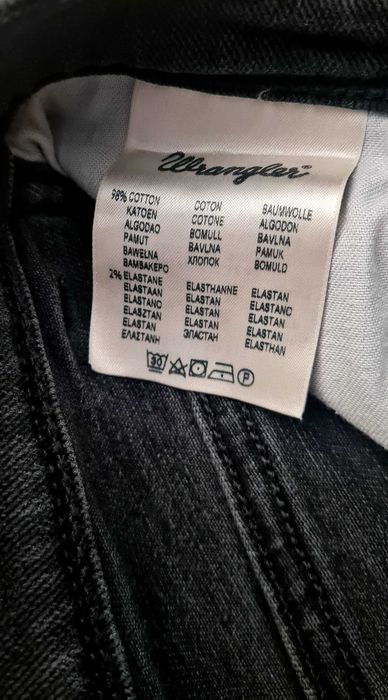 Wrangler®
98% COTTON COTON BAUMWOLLE
KATOEN COTONE ALGODON
ALGODAO BOMULL BAVLNA
PAMUT BAVLNA PAMUK
BAWELNA ХЛОПОК BOMULD
ΒΑΜΒΑΚΕΡΟ
2% ELASTANE ELASTHANNE ELASTAN
ELASTAAN ELASTAN ELASTANO
ELASTANO ELASTAN ELASTAN
ELASZTAN ELASTAN ELASTAN
ELASTAN ЭЛАСТАН ELASTHAN
ΕΛΑΣΤΑΝΗ
30 P